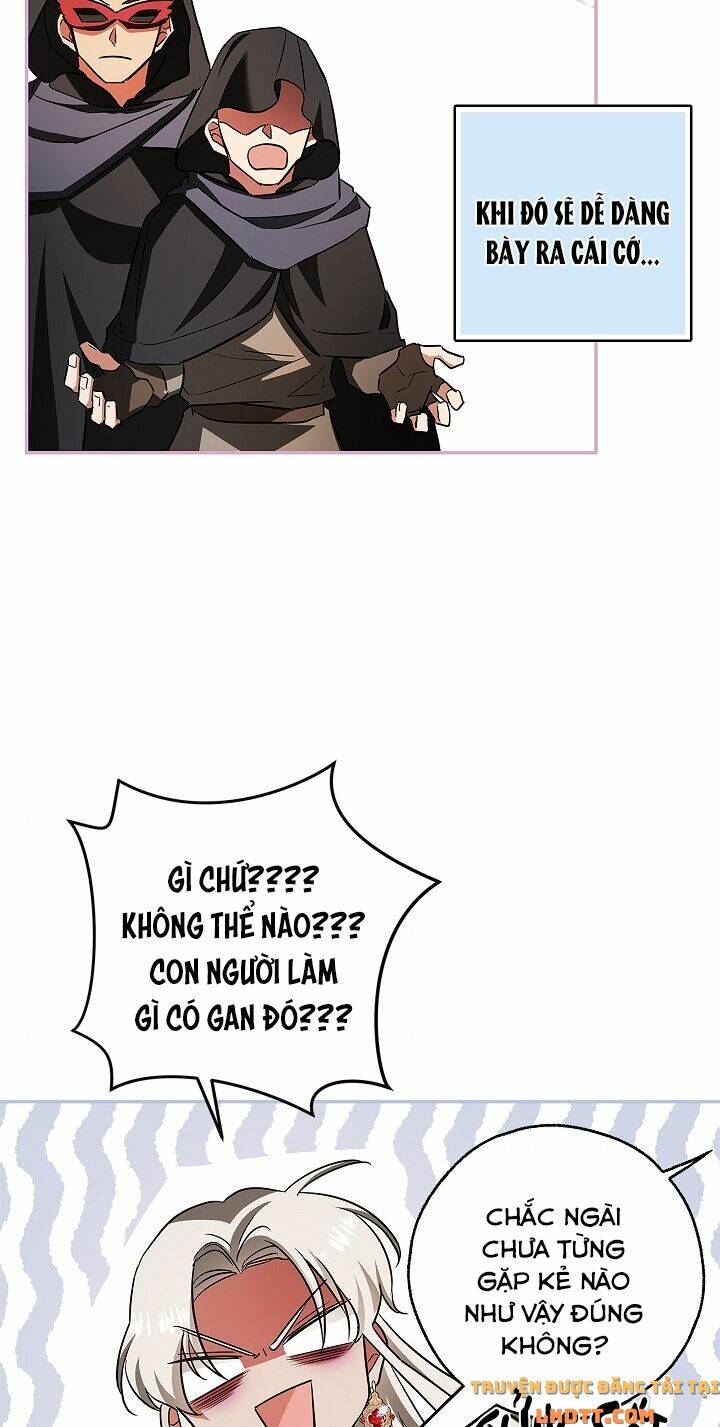 KHI ĐÓ SẼ DỄ DÀNG
BÀY RA CÁI CỚ...
GÌ CHỨ????
KHÔNG THỂ NÀO???
CON NGƯỜI LÀM
GÌ CÓ GAN ĐÓ???
CHẮC NGÀI
CHƯA TỪNG
GẶP KẺ NÀO
NHƯ VẬY ĐÚNG
KHÔNG?
TRUYỆN ĐƯỢC ĐĂNG TẢI TẠI
LHDTT.COM